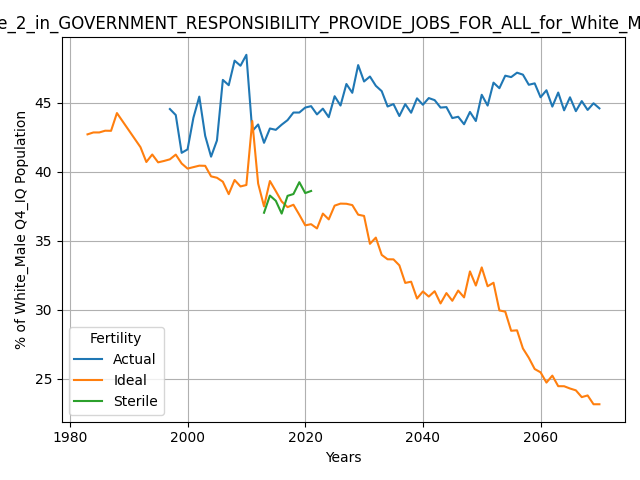 e_2_in_GOVERNMENT_RESPONSIBILITY_PROVIDE_JOBS_FOR_ALL_for_White_M
% of White_Male Q4_IQ Population
45
40
35
30
25
Fertility
Actual
Ideal
Sterile
1980 2000 2020 2040 2060
Years